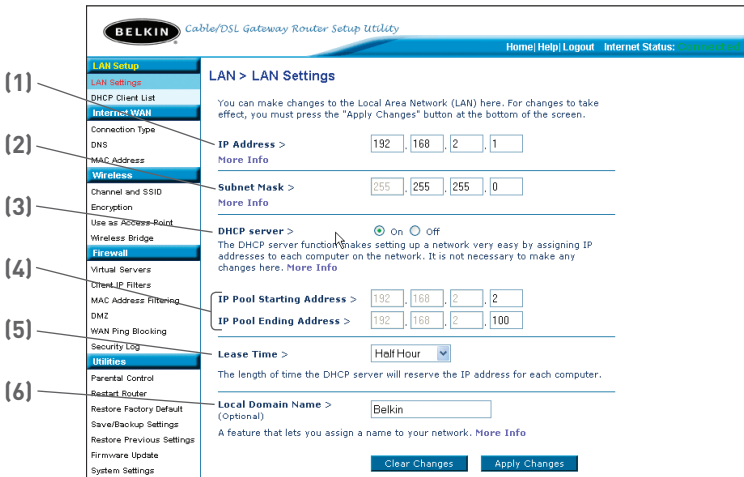 BELKIN Cable/DSL Gateway Router Setup Utility
Home| Help| Logout Internet Status:
LAN Setup
LAN Settings
DHCP Client List
Internet WAN
Connection Type
DNS
MAC Address
Wireless
Channel and SSID
Encryption
Use as Access Point
Wireless Bridge
Firewall
Virtual Servers
Client IP Filters
MAC Address Filtering
DMZ
WAN Ping Blocking
Security Log
Utilities
Parental Control
Restart Router
Restore Factory Default
Save/Backup Settings
Restore Previous Settings
Firmware Update
System Settings
(1)
(2)
(3)
(4)
(5)
(6)
LAN > LAN Settings
You can make changes to the Local Area Network (LAN) here. For changes to take
effect, you must press the "Apply Changes" button at the bottom of the screen.
IP Address > 192 . 168 . 2 . 1
More Info
Subnet Mask > 255 . 255 . 255 . 0
More Info
DHCP server > On Off
The DHCP server function makes setting up a network very easy by assigning IP
addresses to each computer on the network. It is not necessary to make any
changes here. More Info
IP Pool Starting Address > 192 . 168 . 2 . 2
IP Pool Ending Address > 192 . 168 . 2 . 100
Lease Time > Half Hour
The length of time the DHCP server will reserve the IP address for each computer.
Local Domain Name > Belkin
(Optional)
A feature that lets you assign a name to your network. More Info
Clear Changes Apply Changes